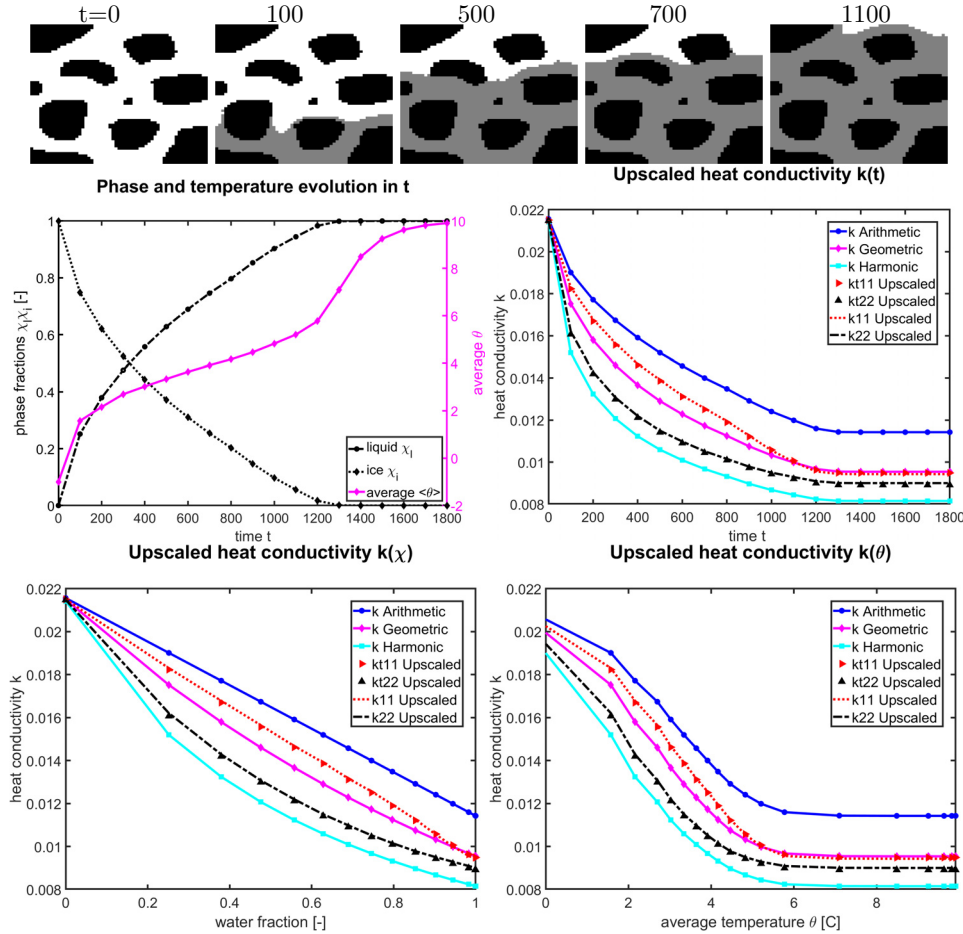 t=0 100 500 700 1100
Phase and temperature evolution in t
Upscaled heat conductivity k(t)
phase fractions χ_l χ_i [-]
1
0.8
0.6
0.4
0.2
0
10
8
6
4
2
0
-2
average θ
liquid χ_l
ice χ_i
average <θ>
0 200 400 600 800 1000 1200 1400 1600 1800
time t
heat conductivity k
0.022
0.02
0.018
0.016
0.014
0.012
0.01
0.008
k Arithmetic
k Geometric
k Harmonic
kt11 Upscaled
kt22 Upscaled
k11 Upscaled
k22 Upscaled
0 200 400 600 800 1000 1200 1400 1600 1800
time t
Upscaled heat conductivity k(χ)
Upscaled heat conductivity k(θ)
heat conductivity k
0.022
0.02
0.018
0.016
0.014
0.012
0.01
0.008
k Arithmetic
k Geometric
k Harmonic
kt11 Upscaled
kt22 Upscaled
k11 Upscaled
k22 Upscaled
0 0.2 0.4 0.6 0.8 1
water fraction [-]
heat conductivity k
0.022
0.02
0.018
0.016
0.014
0.012
0.01
0.008
k Arithmetic
k Geometric
k Harmonic
kt11 Upscaled
kt22 Upscaled
k11 Upscaled
k22 Upscaled
0 2 4 6 8
average temperature θ [C]